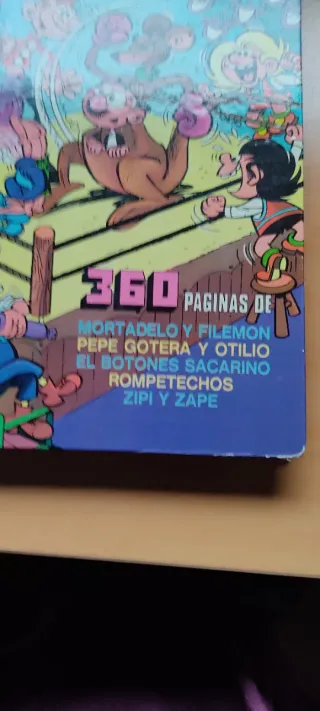 360 PAGINAS DE
MORTADELO Y FILEMON
PEPE GOTERA Y OTILIO
EL BOTONES SACARINO
ROMPETECHOS
ZIPI Y ZAPE